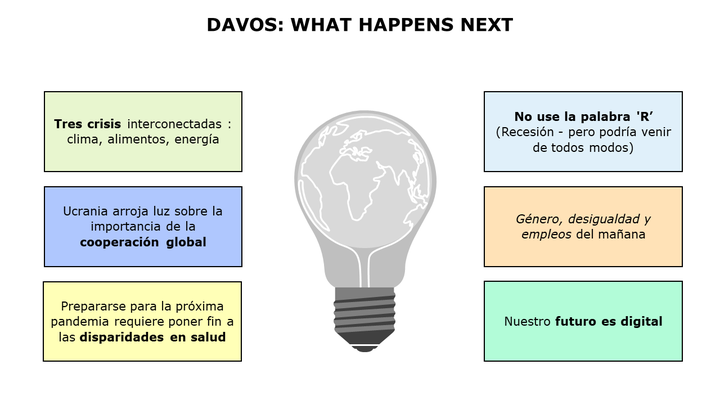 DAVOS: WHAT HAPPENS NEXT
Tres crisis interconectadas :
clima, alimentos, energía
Ucrania arroja luz sobre la
importancia de la
cooperación global
Prepararse para la próxima
pandemia requiere poner fin a
las disparidades en salud
No use la palabra 'R’
(Recesión - pero podría venir
de todos modos)
Género, desigualdad y
empleos del mañana
Nuestro futuro es digital